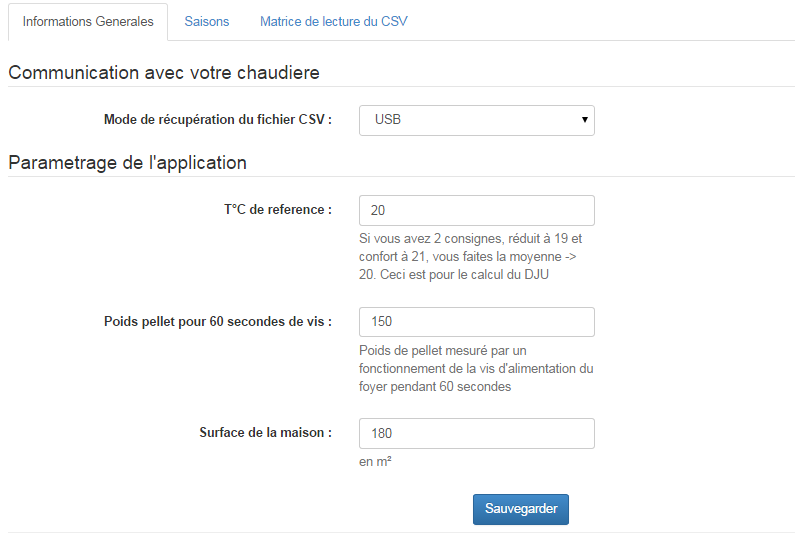 Informations Generales Saisons Matrice de lecture du CSV
Communication avec votre chaudiere
Mode de récupération du fichier CSV : USB
Parametrage de l'application
T°C de reference : 20
Si vous avez 2 consignes, réduit à 19 et
confort à 21, vous faites la moyenne ->
20. Ceci est pour le calcul du DJU
Poids pellet pour 60 secondes de vis : 150
Poids de pellet mesuré par un
fonctionnement de la vis d'alimentation du
foyer pendant 60 secondes
Surface de la maison : 180
en m²
Sauvegarder